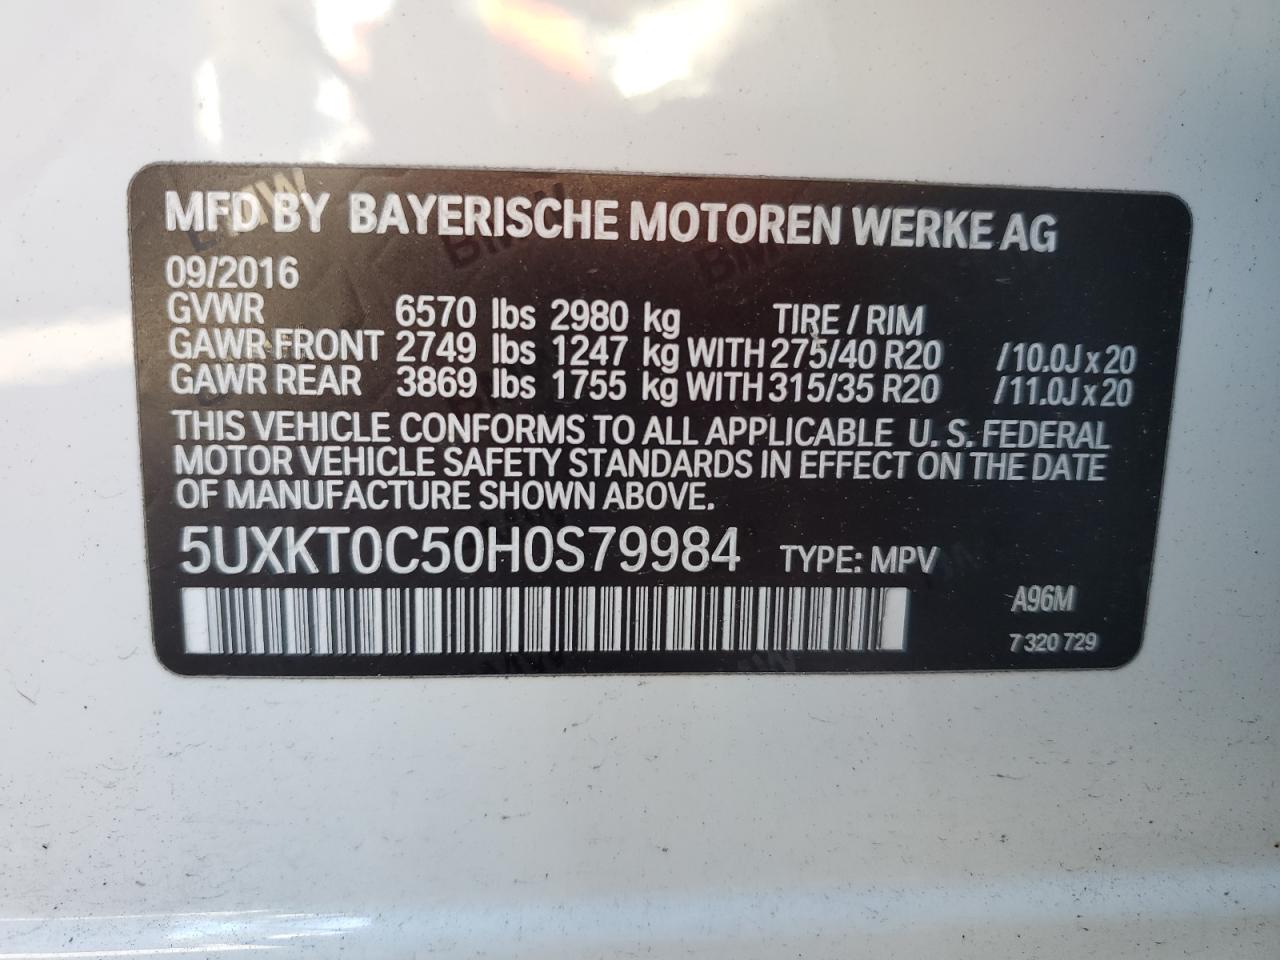 MFD BY BAYERISCHE MOTOREN WERKE AG
09/2016
GVWR 6570 lbs 2980 kg TIRE / RIM
GAWR FRONT 2749 lbs 1247 kg WITH 275/40 R20 /10.0J x 20
GAWR REAR 3869 lbs 1755 kg WITH 315/35 R20 /11.0J x 20
THIS VEHICLE CONFORMS TO ALL APPLICABLE U. S. FEDERAL
MOTOR VEHICLE SAFETY STANDARDS IN EFFECT ON THE DATE
OF MANUFACTURE SHOWN ABOVE.
5UXKT0C50H0S79984 TYPE: MPV
A96M
7 320 729